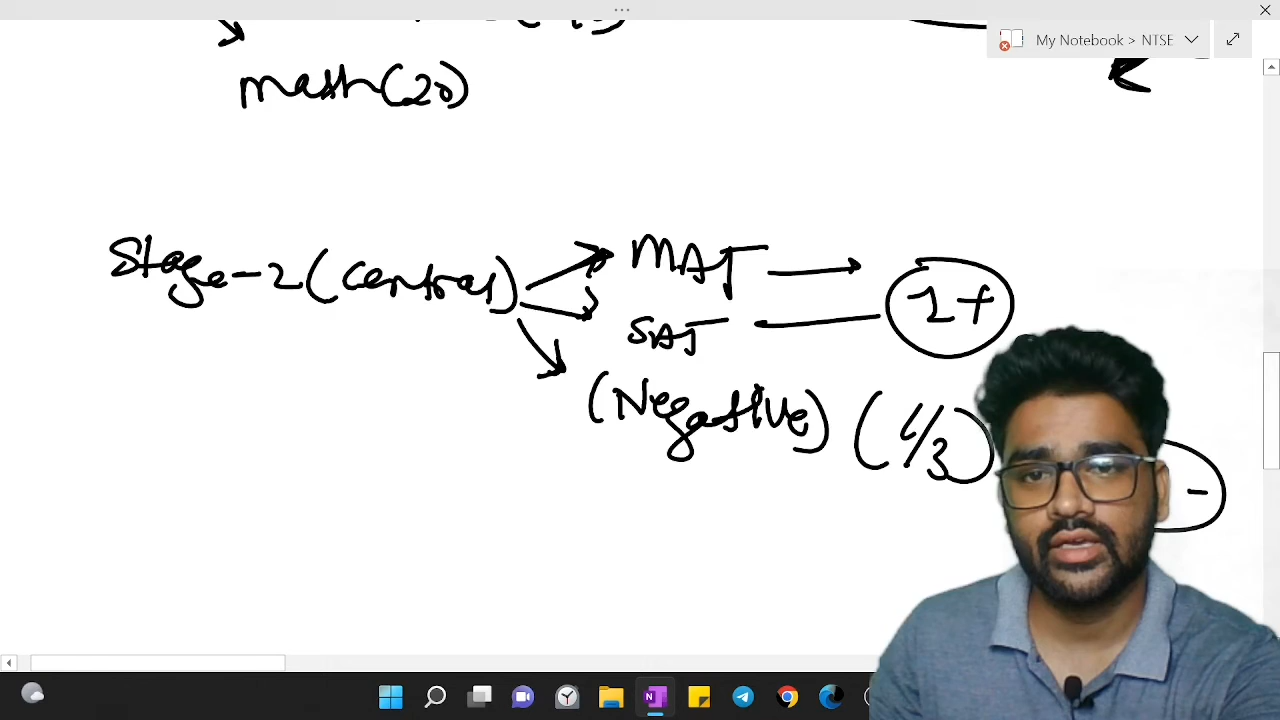 My Notebook > NTSE
math(20)
Stage-2 (Central)
MAT
1+
SAT
(Negative) (1/3)
-